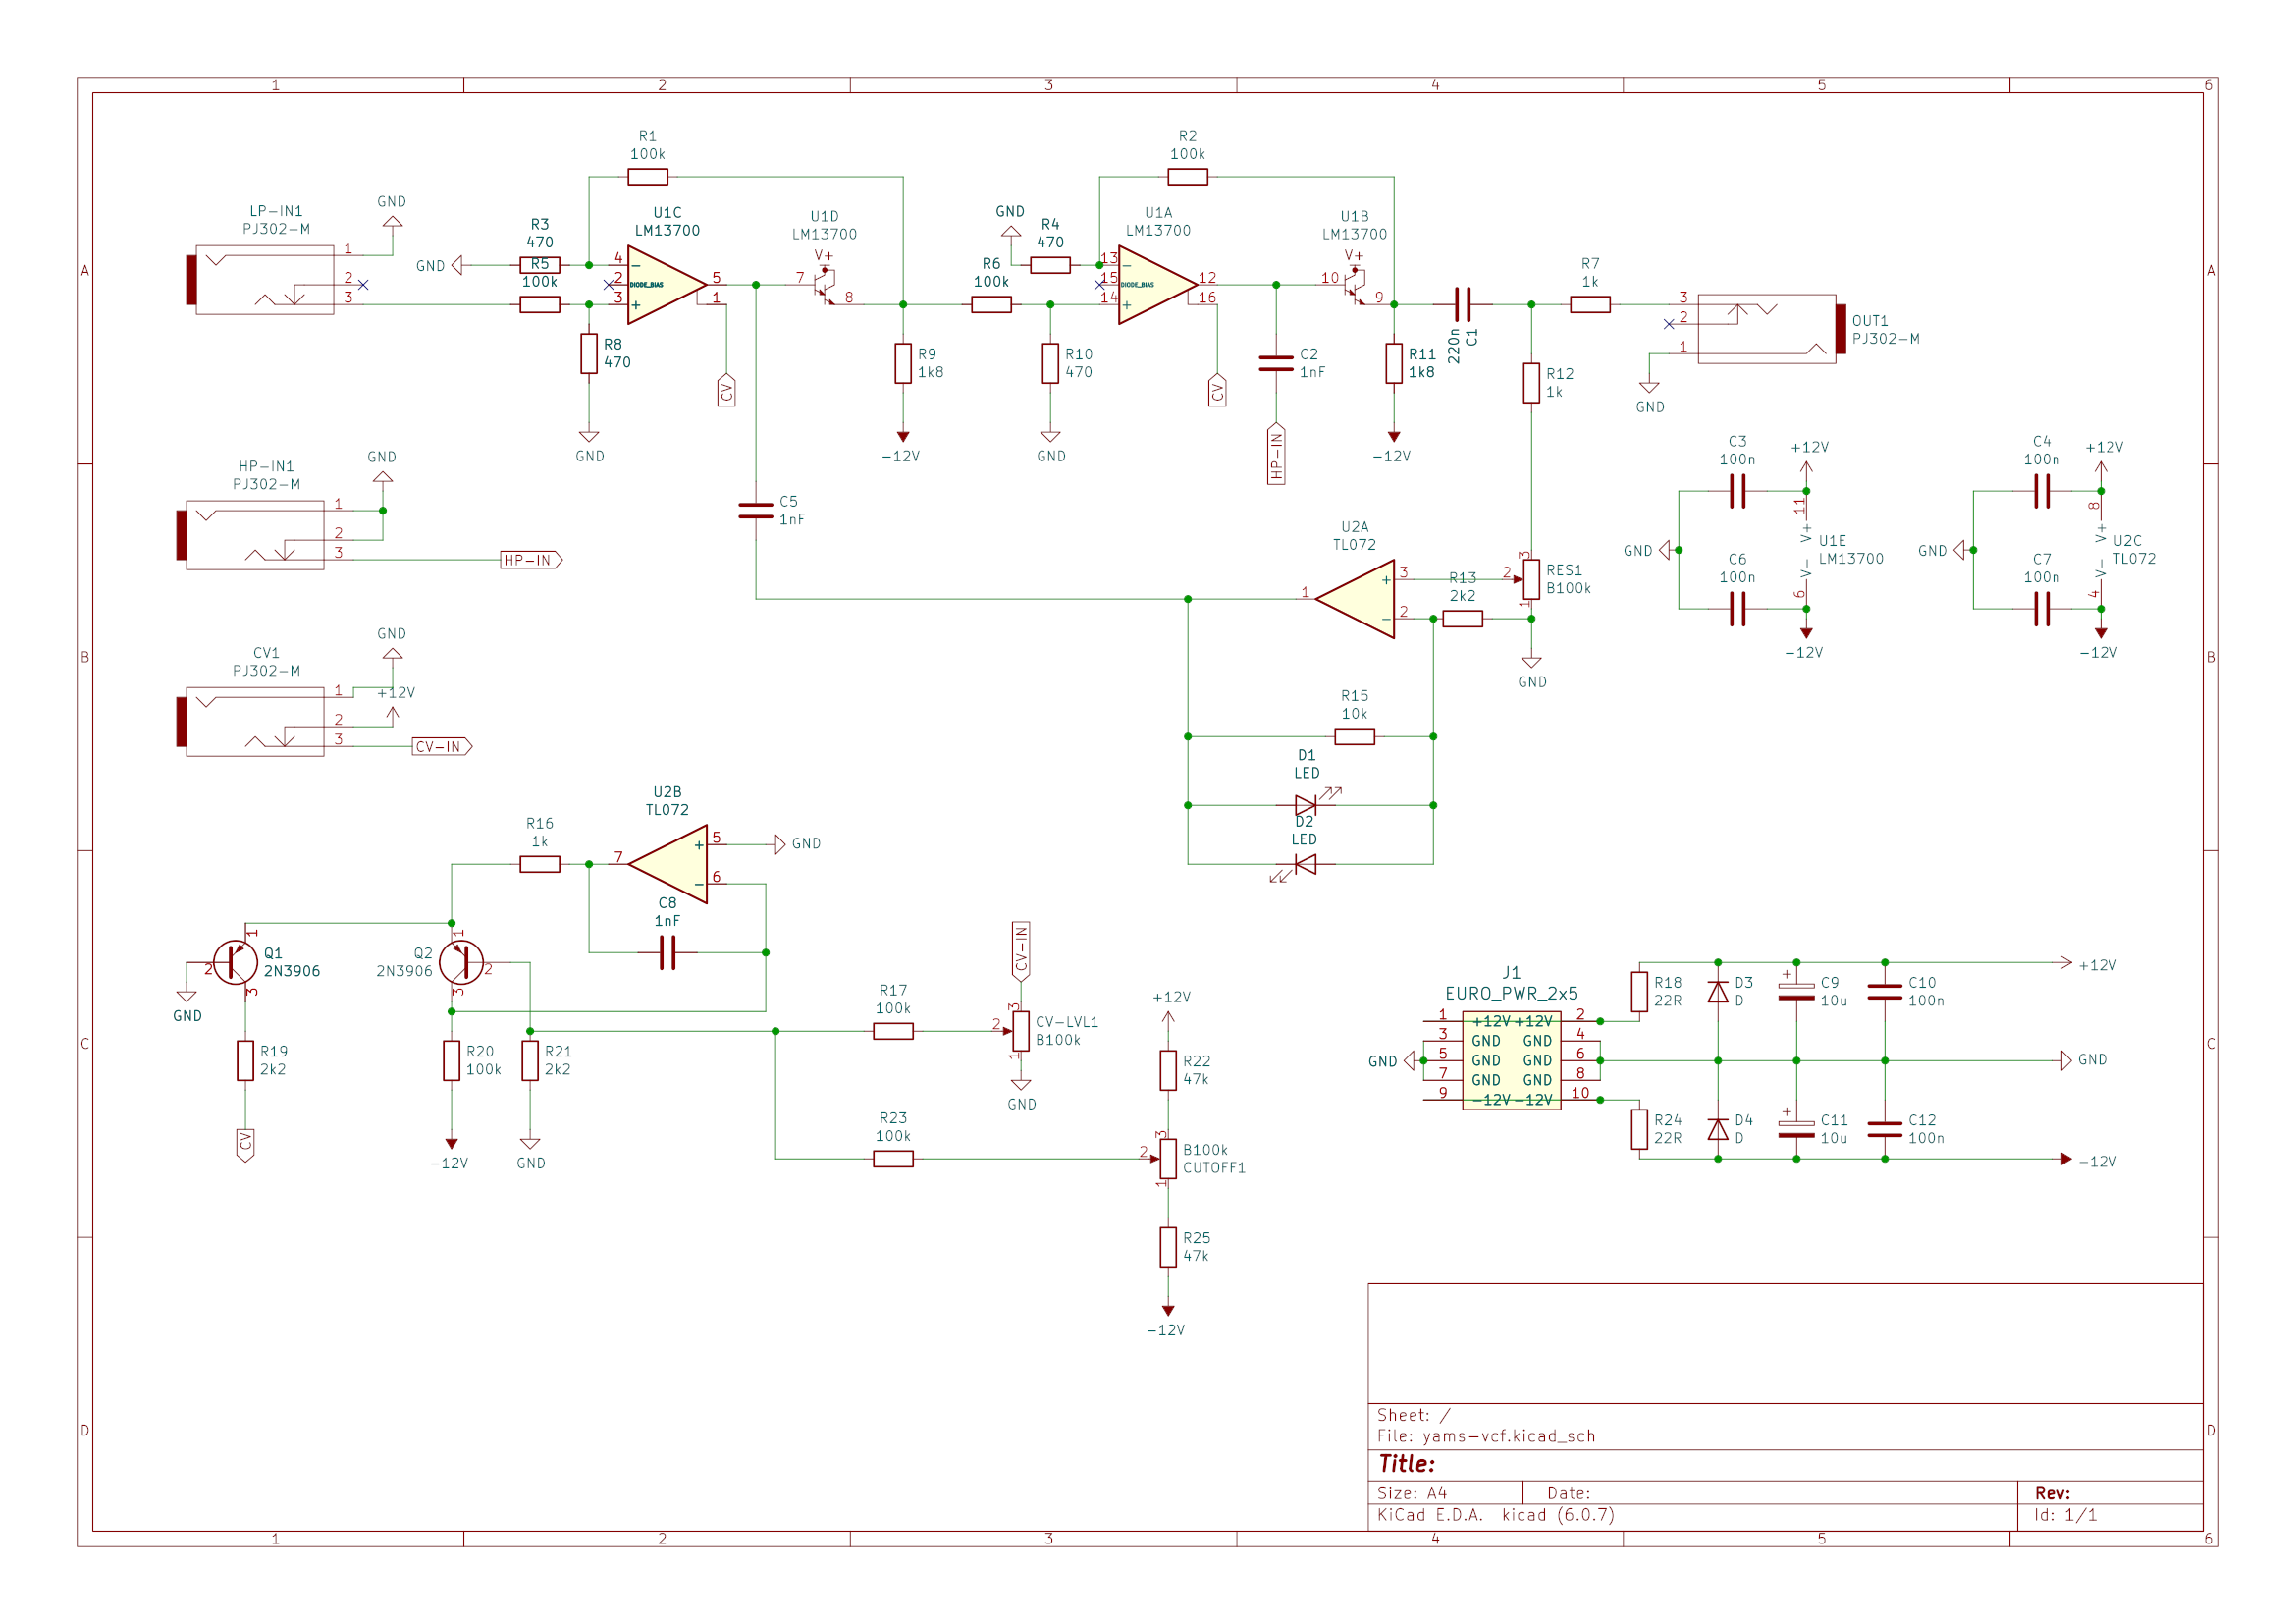 1 2 3 4 5 6
A
B
C
D
A
B
C
D
1 2 3 4 5 6
LP-IN1
PJ302-M
1
2
3
GND
GND
R3
470
R5
100k
R1
100k
U1C
LM13700
4
2 DIODE_BIAS
3
−
+
5
1
R8
470
GND
CV
U1D
LM13700
V+
7
8
R9
1k8
-12V
GND
R4
470
R6
100k
R10
470
GND
R2
100k
U1A
LM13700
13
15 DIODE_BIAS
14
−
+
12
16
CV
C2
1nF
HP-IN
U1B
LM13700
V+
10
9
R11
1k8
-12V
220n
C1
R7
1k
R12
1k
3
2
1
OUT1
PJ302-M
GND
HP-IN1
PJ302-M
1
2
3
GND
HP-IN
C5
1nF
U2A
TL072
1
3
2
+
−
R13
2k2
3
2
1
RES1
B100k
GND
C3
100n
C6
100n
GND
+12V
11
V+
V-
6
U1E
LM13700
-12V
C4
100n
C7
100n
GND
+12V
8
V+
V-
4
U2C
TL072
-12V
CV1
PJ302-M
1
2
3
GND
+12V
CV-IN
R15
10k
D1
LED
D2
LED
U2B
TL072
7
5
6
+
−
GND
R16
1k
C8
1nF
1
2
3
Q1
2N3906
GND
R19
2k2
CV
1
2
3
Q2
2N3906
R20
100k
-12V
R21
2k2
GND
R17
100k
CV-IN
3
2
1
CV-LVL1
B100k
GND
R23
100k
+12V
R22
47k
3
2
1
B100k
CUTOFF1
R25
47k
-12V
J1
EURO_PWR_2x5
1 +12V +12V 2
3 GND GND 4
5 GND GND 6
7 GND GND 8
9 -12V -12V 10
GND
R18
22R
D3
D
+
C9
10u
C10
100n
+12V
GND
R24
22R
D4
D
+
C11
10u
C12
100n
-12V
Sheet: /
File: yams-vcf.kicad_sch
Title:
Size: A4 Date: Rev:
KiCad E.D.A. kicad (6.0.7) Id: 1/1